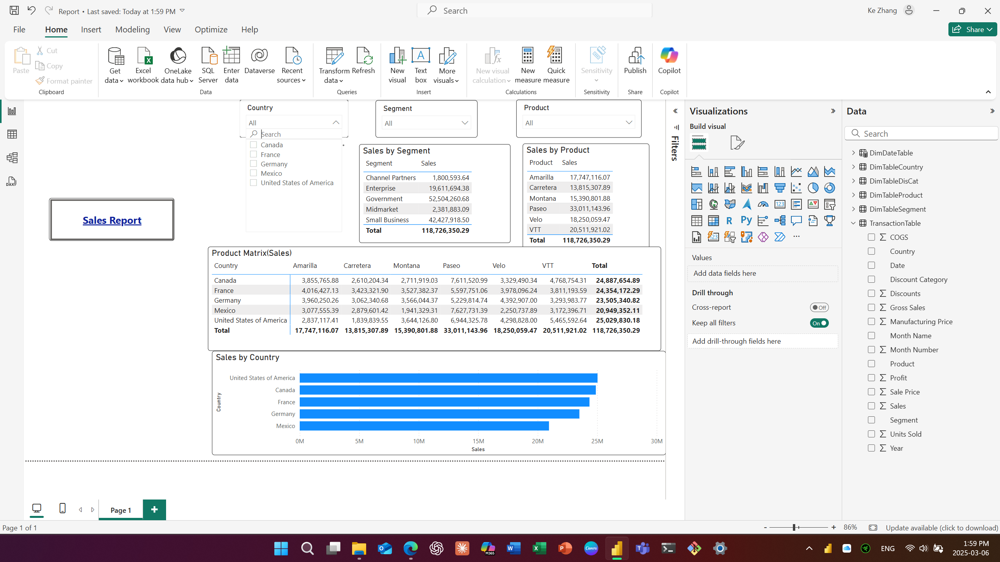 Report • Last saved: Today at 1:59 PM
Search
Ke Zhang
File Home Insert Modeling View Optimize Help
Share
Paste
Cut
Copy
Format painter
Clipboard
Get data
Excel workbook
OneLake data hub
SQL Server
Enter data
Dataverse
Recent sources
Data
Transform data
Refresh
Queries
New visual
Text box
More visuals
Insert
New visual calculation
New measure
Quick measure
Calculations
Sensitivity
Sensitivity
Publish
Share
Copilot
Copilot
DAX
Sales Report
Country
All
Search
Canada
France
Germany
Mexico
United States of America
Segment
All
Product
All
Sales by Segment
Segment Sales
Channel Partners 1,800,593.64
Enterprise 19,611,694.38
Government 52,504,260.68
Midmarket 2,381,883.09
Small Business 42,427,918.50
Total 118,726,350.29
Sales by Product
Product Sales
Amarilla 17,747,116.07
Carretera 13,815,307.89
Montana 15,390,801.88
Paseo 33,011,143.96
Velo 18,250,059.47
VTT 20,511,921.02
Total 118,726,350.29
Product Matrix(Sales)
Country Amarilla Carretera Montana Paseo Velo VTT Total
Canada 3,855,765.88 2,610,204.34 2,711,919.03 7,611,520.99 3,329,490.34 4,768,754.31 24,887,654.89
France 4,016,427.13 3,423,321.90 3,527,382.37 5,597,751.06 3,978,096.24 3,811,193.59 24,354,172.29
Germany 3,960,250.26 3,062,340.68 3,566,044.37 5,229,814.74 4,392,907.00 3,293,983.77 23,505,340.82
Mexico 3,077,555.39 2,879,601.42 1,941,329.31 7,627,731.39 2,250,737.89 3,172,396.71 20,949,352.11
United States of America 2,837,117.41 1,839,839.55 3,644,126.80 6,944,325.78 4,298,828.00 5,465,592.64 25,029,830.18
Total 17,747,116.07 13,815,307.89 15,390,801.88 33,011,143.96 18,250,059.47 20,511,921.02 118,726,350.29
Sales by Country
Country
United States of America
Canada
France
Germany
Mexico
0M 5M 10M 15M 20M 25M 30M
Sales
Filters
Visualizations
Build visual
123
R
Py
123
Values
Add data fields here
Drill through
Cross-report
Off
Keep all filters
On
Add drill-through fields here
Data
Search
DimDateTable
DimTableCountry
DimTableDisCat
DimTableProduct
DimTableSegment
TransactionTable
COGS
Country
Date
Discount Category
Discounts
Gross Sales
Manufacturing Price
Month Name
Month Number
Product
Profit
Sale Price
Sales
Segment
Units Sold
Year
Page 1
Page 1 of 1
86%
Update available (click to download)
M365
Canva
ENG
1:59 PM
2025-03-06